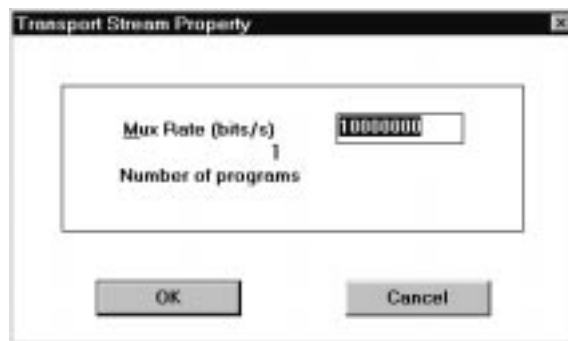 Transport Stream Property
Mux Rate (bits/s) 10000000
1
Number of programs
OK Cancel